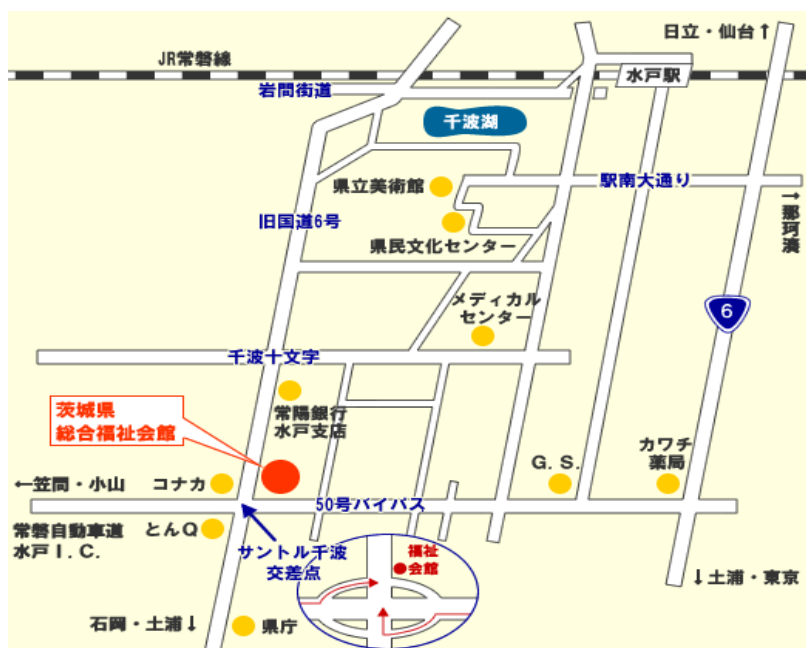 日立・仙台↑
JR常磐線
水戸駅
岩間街道
千波湖
県立美術館
駅南大通り
→那珂湊
旧国道6号
県民文化センター
メディカル
センター
6
千波十文字
茨城県
総合福祉会館
常陽銀行
水戸支店
カワチ
薬局
G.S.
←笠間・小山
コナカ
50号バイパス
常磐自動車道
水戸I.C.
とんQ
サントル千波
交差点
福祉
会館
↓土浦・東京
石岡・土浦↓
県庁